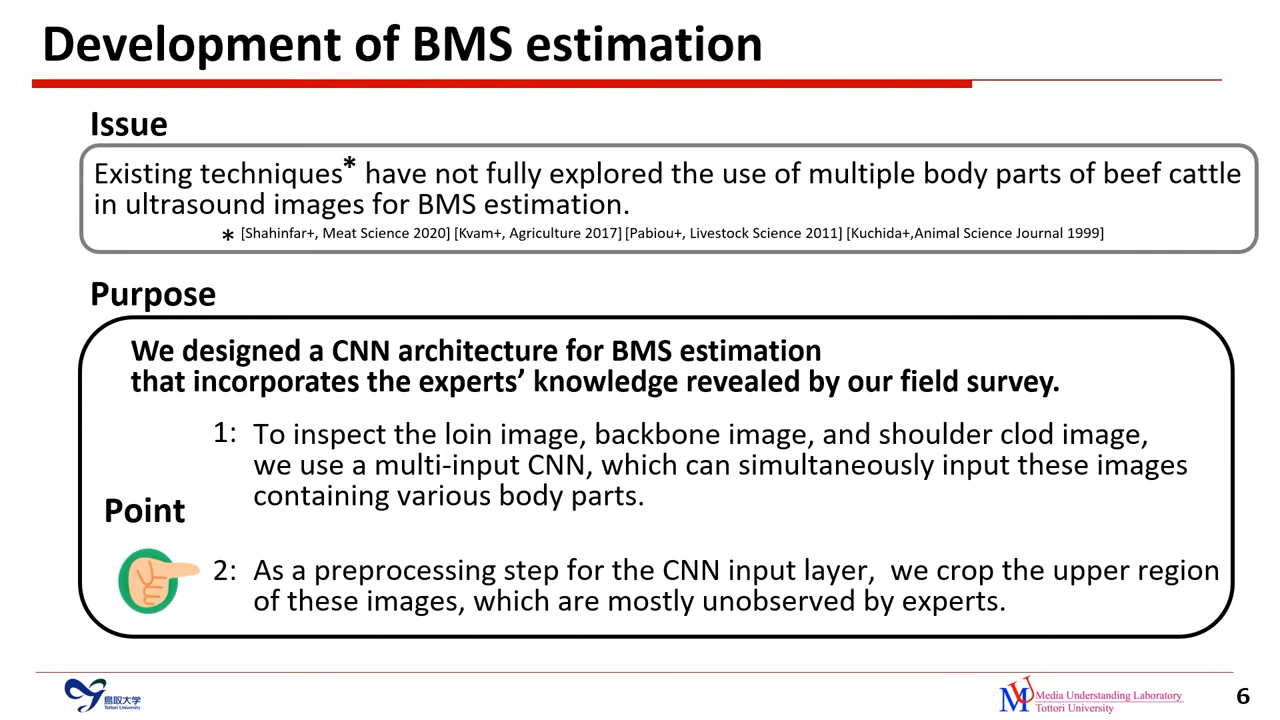 Development of BMS estimation
Issue
Existing techniques* have not fully explored the use of multiple body parts of beef cattle
in ultrasound images for BMS estimation.
* [Shahinfar+, Meat Science 2020] [Kvam+, Agriculture 2017] [Pabiou+, Livestock Science 2011] [Kuchida+,Animal Science Journal 1999]
Purpose
We designed a CNN architecture for BMS estimation
that incorporates the experts’ knowledge revealed by our field survey.
1: To inspect the loin image, backbone image, and shoulder clod image,
we use a multi-input CNN, which can simultaneously input these images
containing various body parts.
Point
2: As a preprocessing step for the CNN input layer, we crop the upper region
of these images, which are mostly unobserved by experts.
鳥取大学
Tottori University
MU Media Understanding Laboratory
Tottori University
6